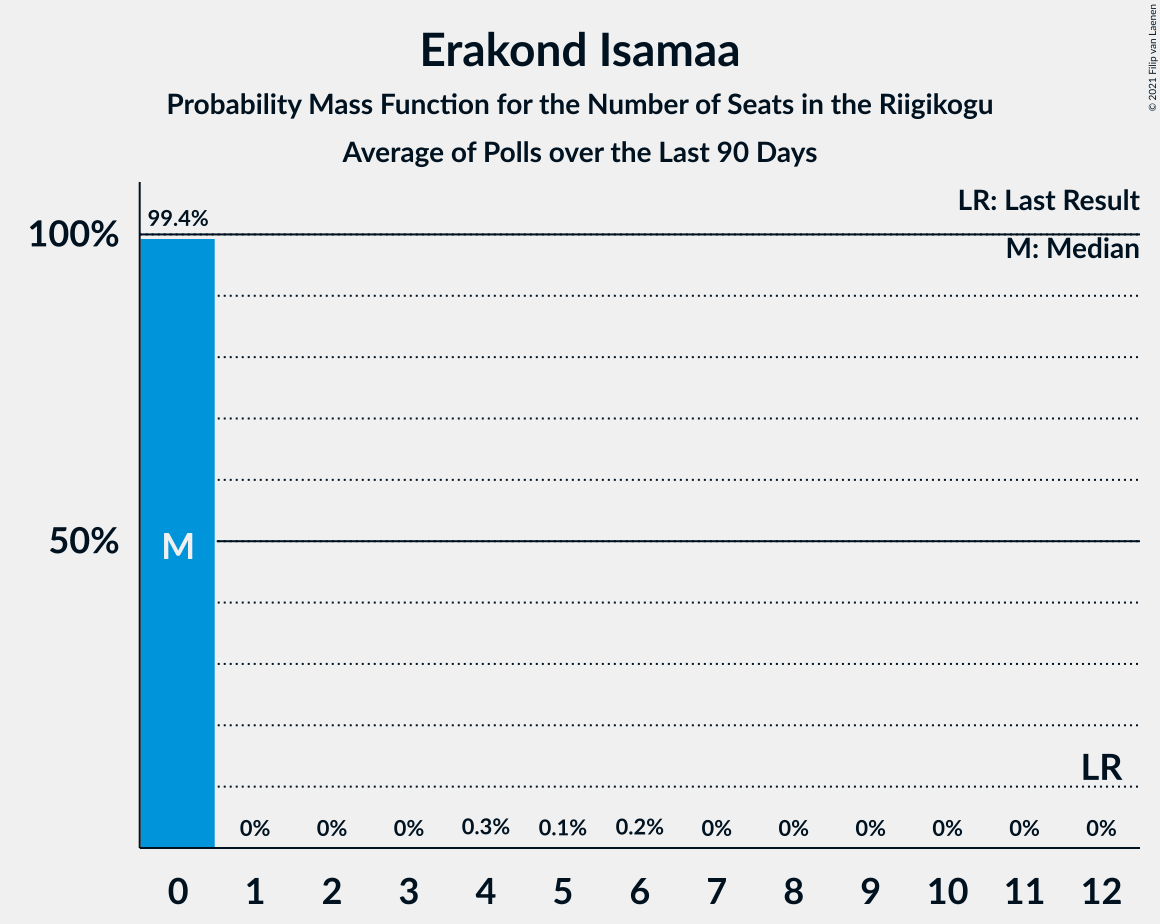 Erakond Isamaa
Probability Mass Function for the Number of Seats in the Riigikogu
Average of Polls over the Last 90 Days
© 2021 Filip van Laenen
LR: Last Result
M: Median
99.4%
100%
50%
M
LR
0% 0% 0% 0.3% 0.1% 0.2% 0% 0% 0% 0% 0% 0%
0 1 2 3 4 5 6 7 8 9 10 11 12